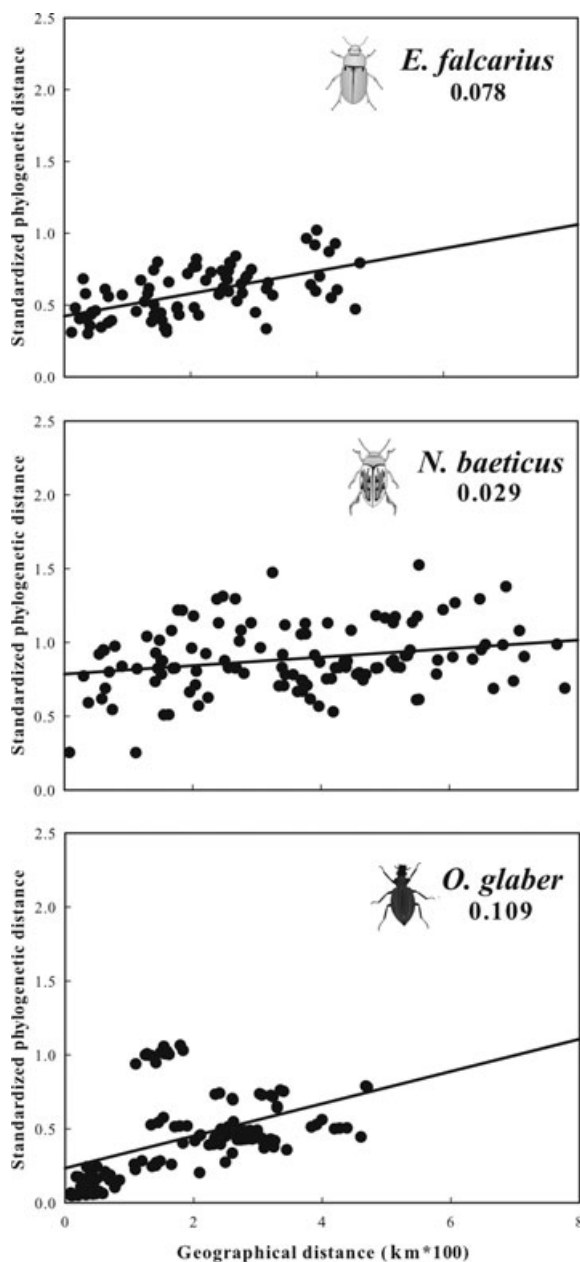 2.5
E. falcarius
0.078
2.0
1.5
1.0
0.5
0.0
Standardized phylogenetic distance
2.5
N. baeticus
0.029
2.0
1.5
1.0
0.5
0.0
Standardized phylogenetic distance
2.5
O. glaber
0.109
2.0
1.5
1.0
0.5
0.0
Standardized phylogenetic distance
0 2 4 6 8
Geographical distance (km*100)